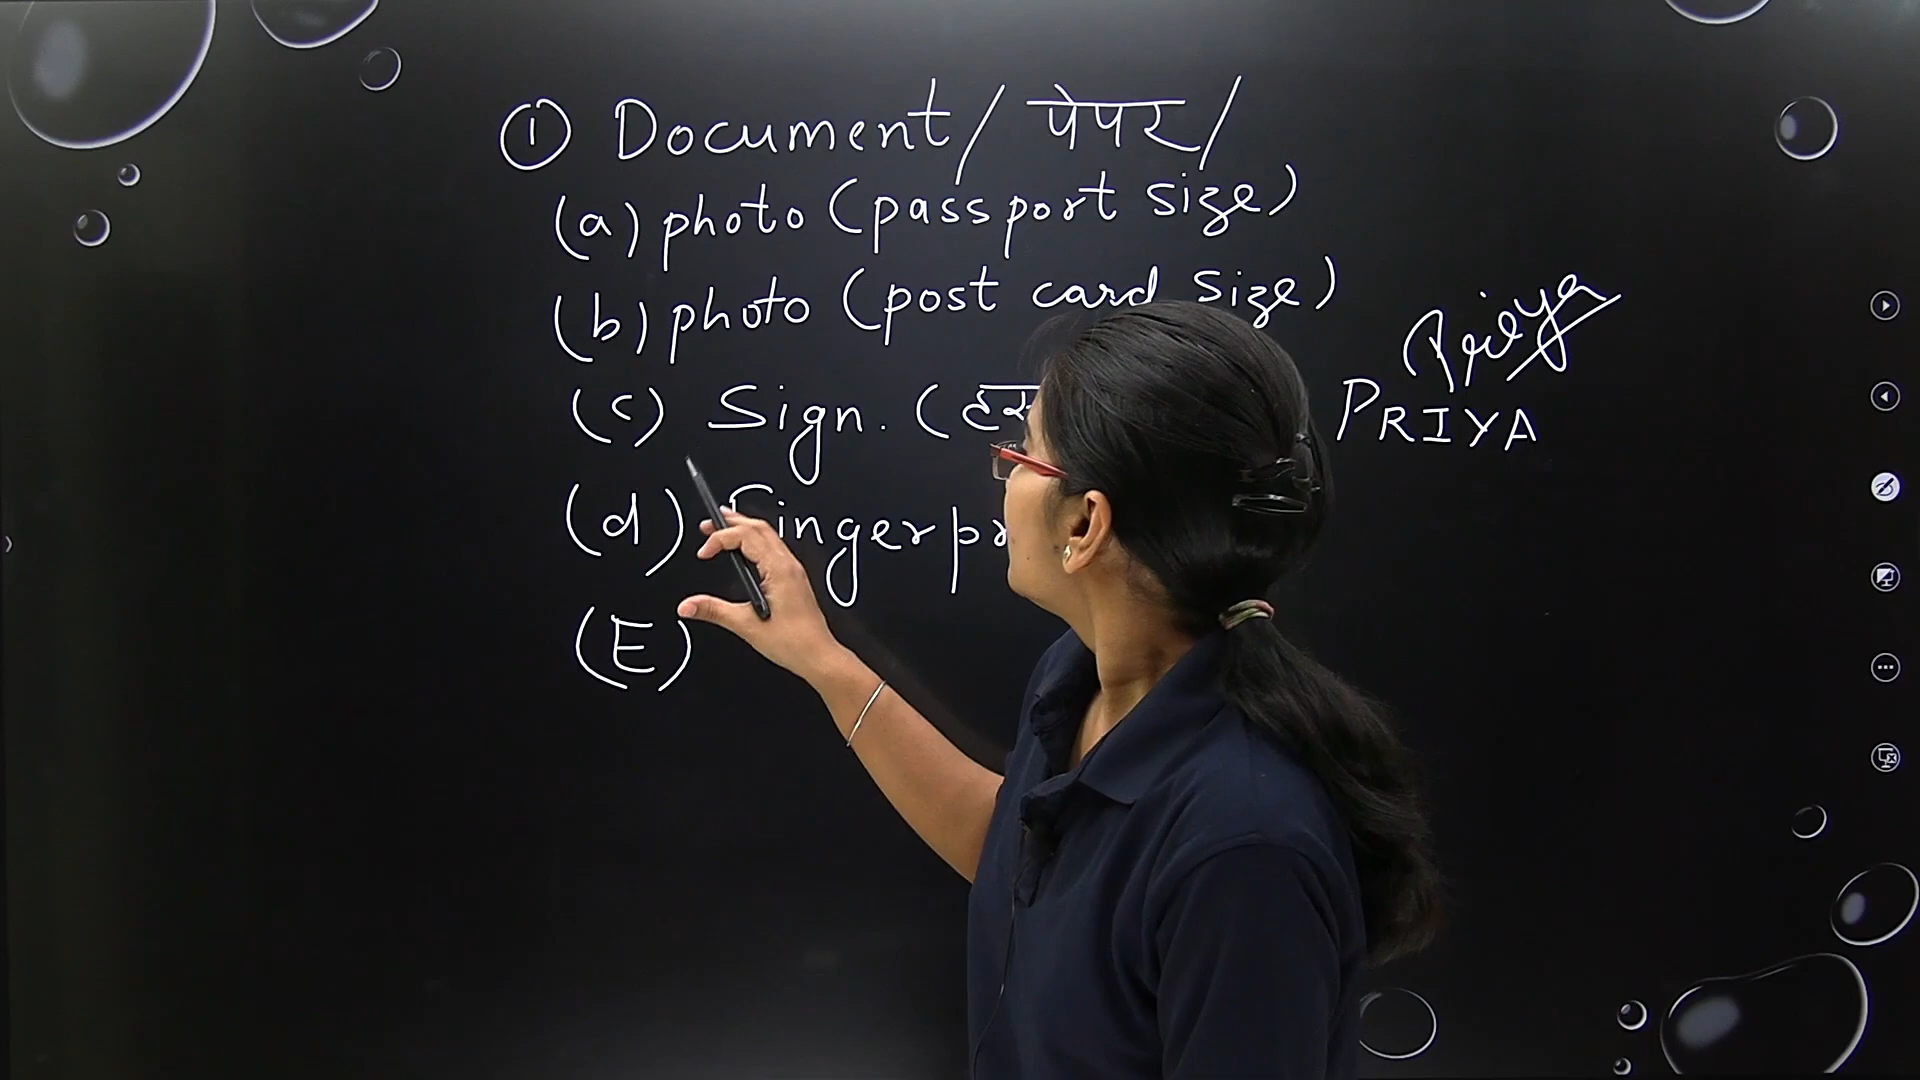 ① Document / पेपर /
(a) photo (passport size)
(b) photo (post card size)
Priya
(c) Sign. (
PRIYA
(d)
(E)